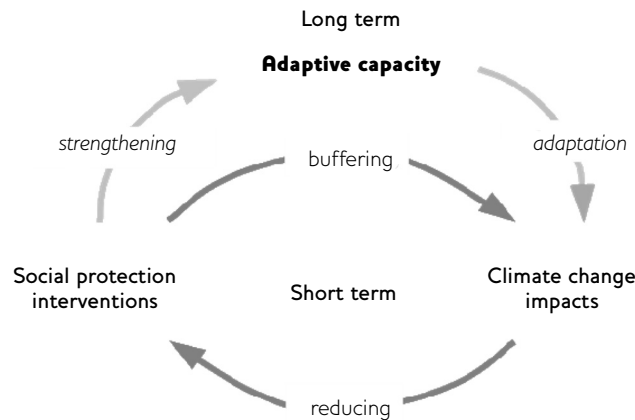 Long term
Adaptive capacity
strengthening
adaptation
buffering
Social protection
interventions
Short term
Climate change
impacts
reducing